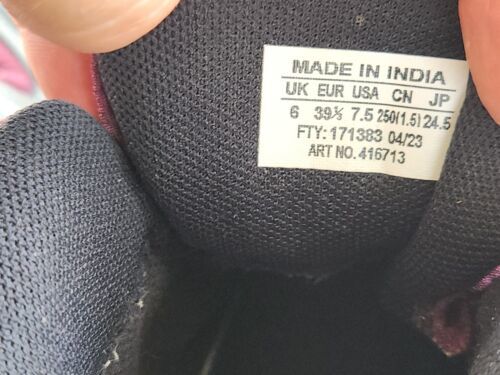 MADE IN INDIA
UK EUR USA CN JP
6 39½ 7.5 250(1.5) 24.5
FTY: 171383 04/23
ART NO. 416713